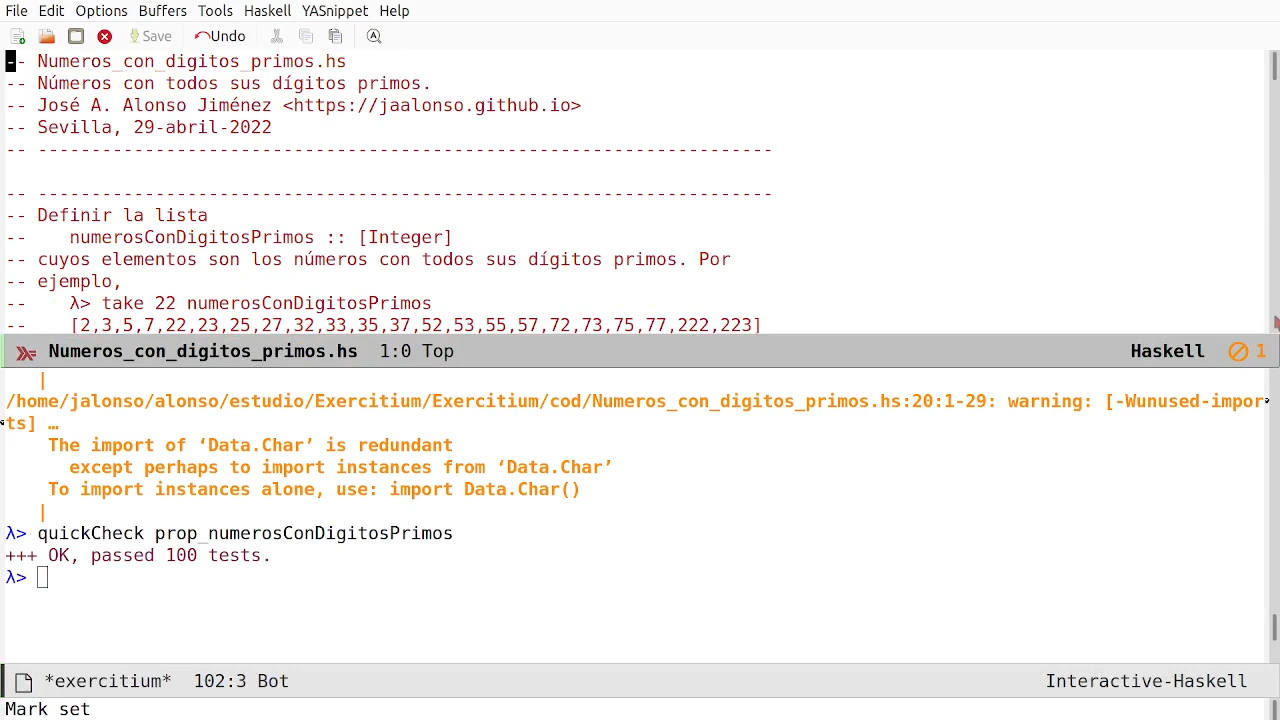 File Edit Options Buffers Tools Haskell YASnippet Help
Save Undo
-- Numeros_con_digitos_primos.hs
-- Números con todos sus dígitos primos.
-- José A. Alonso Jiménez <https://jaalonso.github.io>
-- Sevilla, 29-abril-2022
-- ---------------------------------------------------------------------
-- ---------------------------------------------------------------------
-- Definir la lista
--    numerosConDigitosPrimos :: [Integer]
-- cuyos elementos son los números con todos sus dígitos primos. Por
-- ejemplo,
--    λ> take 22 numerosConDigitosPrimos
--    [2,3,5,7,22,23,25,27,32,33,35,37,52,53,55,57,72,73,75,77,222,223]
Numeros_con_digitos_primos.hs 1:0 Top Haskell 1
|
/home/jalonso/alonso/estudio/Exercitium/Exercitium/cod/Numeros_con_digitos_primos.hs:20:1-29: warning: [-Wunused-impor
ts] …
The import of ‘Data.Char’ is redundant
except perhaps to import instances from ‘Data.Char’
To import instances alone, use: import Data.Char()
|
λ> quickCheck prop_numerosConDigitosPrimos
+++ OK, passed 100 tests.
λ>
*exercitium* 102:3 Bot Interactive-Haskell
Mark set